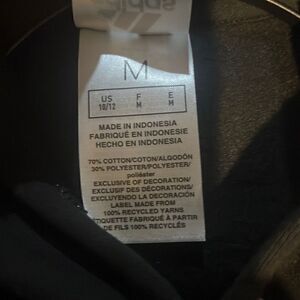 adidas
M
US F E
10/12 M M
MADE IN INDONESIA
FABRIQUÉ EN INDONESIE
HECHO EN INDONESIA
70% COTTON/COTON/ALGODÓN
30% POLYESTER/POLYESTER/
poliéster
EXCLUSIVE OF DECORATION/
EXCLUSIF DES DÉCORATIONS/
EXCLUYENDO LA DECORACIÓN
LABEL MADE FROM
100% RECYCLED YARNS
ÉTIQUETTE FABRIQUÉ À PARTIR
DE FILS 100% RECYCLÉS